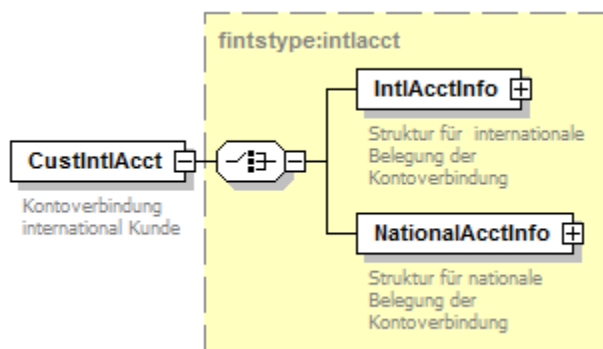 fintstype:intlacct
IntlAcctInfo
Struktur für internationale
Belegung der
Kontoverbindung
CustIntlAcct
Kontoverbindung
international Kunde
NationalAcctInfo
Struktur für nationale
Belegung der
Kontoverbindung